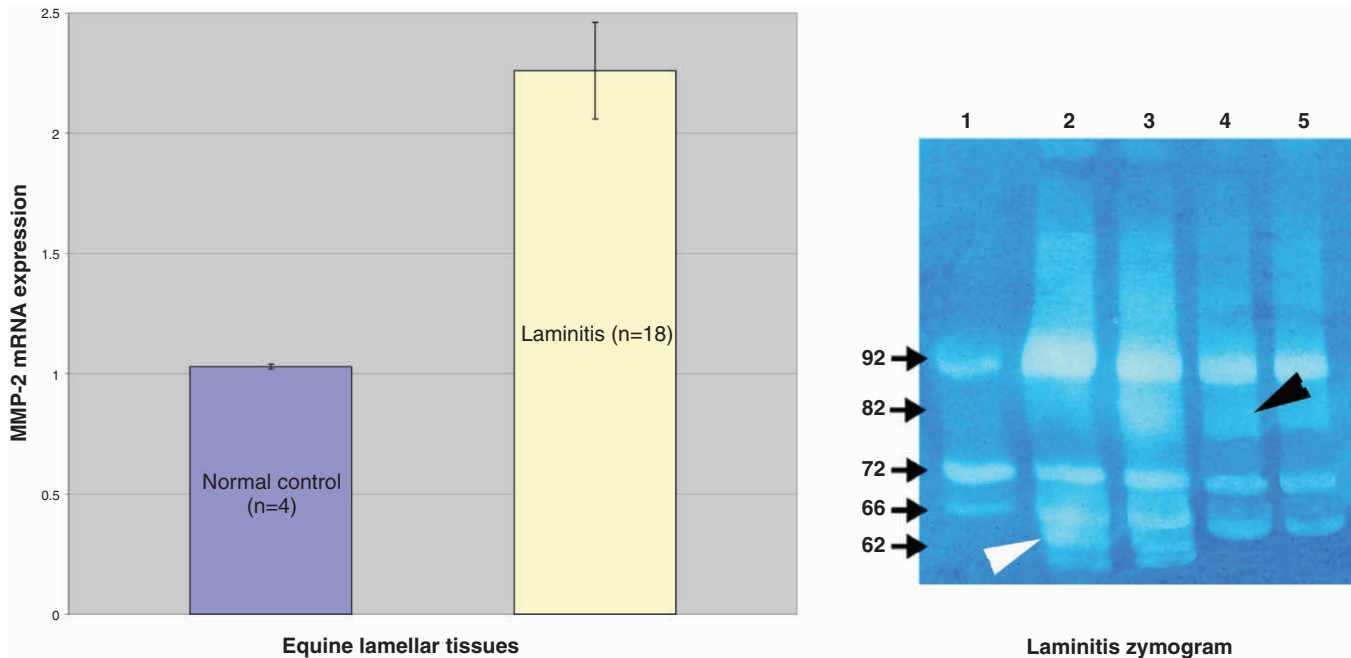 MMP-2 mRNA expression
2.5
2
1.5
1
0.5
0
Normal control
(n=4)
Laminitis (n=18)
Equine lamellar tissues
1 2 3 4 5
92
82
72
66
62
Laminitis zymogram